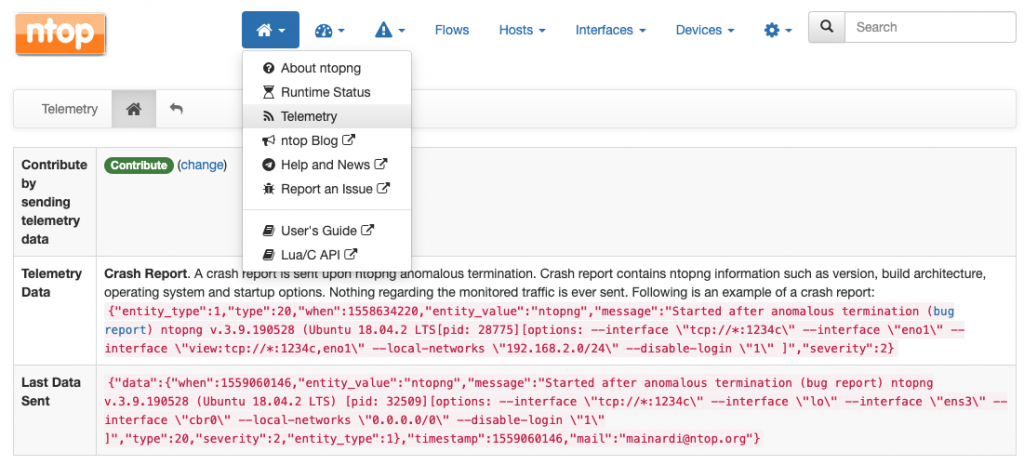 ntop
Flows Hosts Interfaces Devices Search
About ntopng
Runtime Status
Telemetry
ntop Blog
Help and News
Report an Issue
User's Guide
Lua/C API
Telemetry
Contribute
by
sending
telemetry
data
Contribute (change)
Telemetry
Data
Crash Report. A crash report is sent upon ntopng anomalous termination. Crash report contains ntopng information such as version, build architecture,
operating system and startup options. Nothing regarding the monitored traffic is ever sent. Following is an example of a crash report:
{"entity_type":1,"type":20,"when":1558634220,"entity_value":"ntopng","message":"Started after anomalous termination (bug
report) ntopng v.3.9.190528 (Ubuntu 18.04.2 LTS[pid: 28775][options: --interface \"tcp://*:1234c\" --interface \"eno1\" --
interface \"view:tcp://*:1234c,eno1\" --local-networks \"192.168.2.0/24\" --disable-login \"1\" ]","severity":2}
Last Data
Sent
{"data":{"when":1559060146,"entity_value":"ntopng","message":"Started after anomalous termination (bug report) ntopng
v.3.9.190528 (Ubuntu 18.04.2 LTS) [pid: 32509][options: --interface \"tcp://*:1234c\" --interface \"lo\" --interface \"ens3\" --
interface \"cbr0\" --local-networks \"0.0.0.0/0\" --disable-login \"1\"
]","type":20,"severity":2,"entity_type":1},"timestamp":1559060146,"mail":"mainardi@ntop.org"}